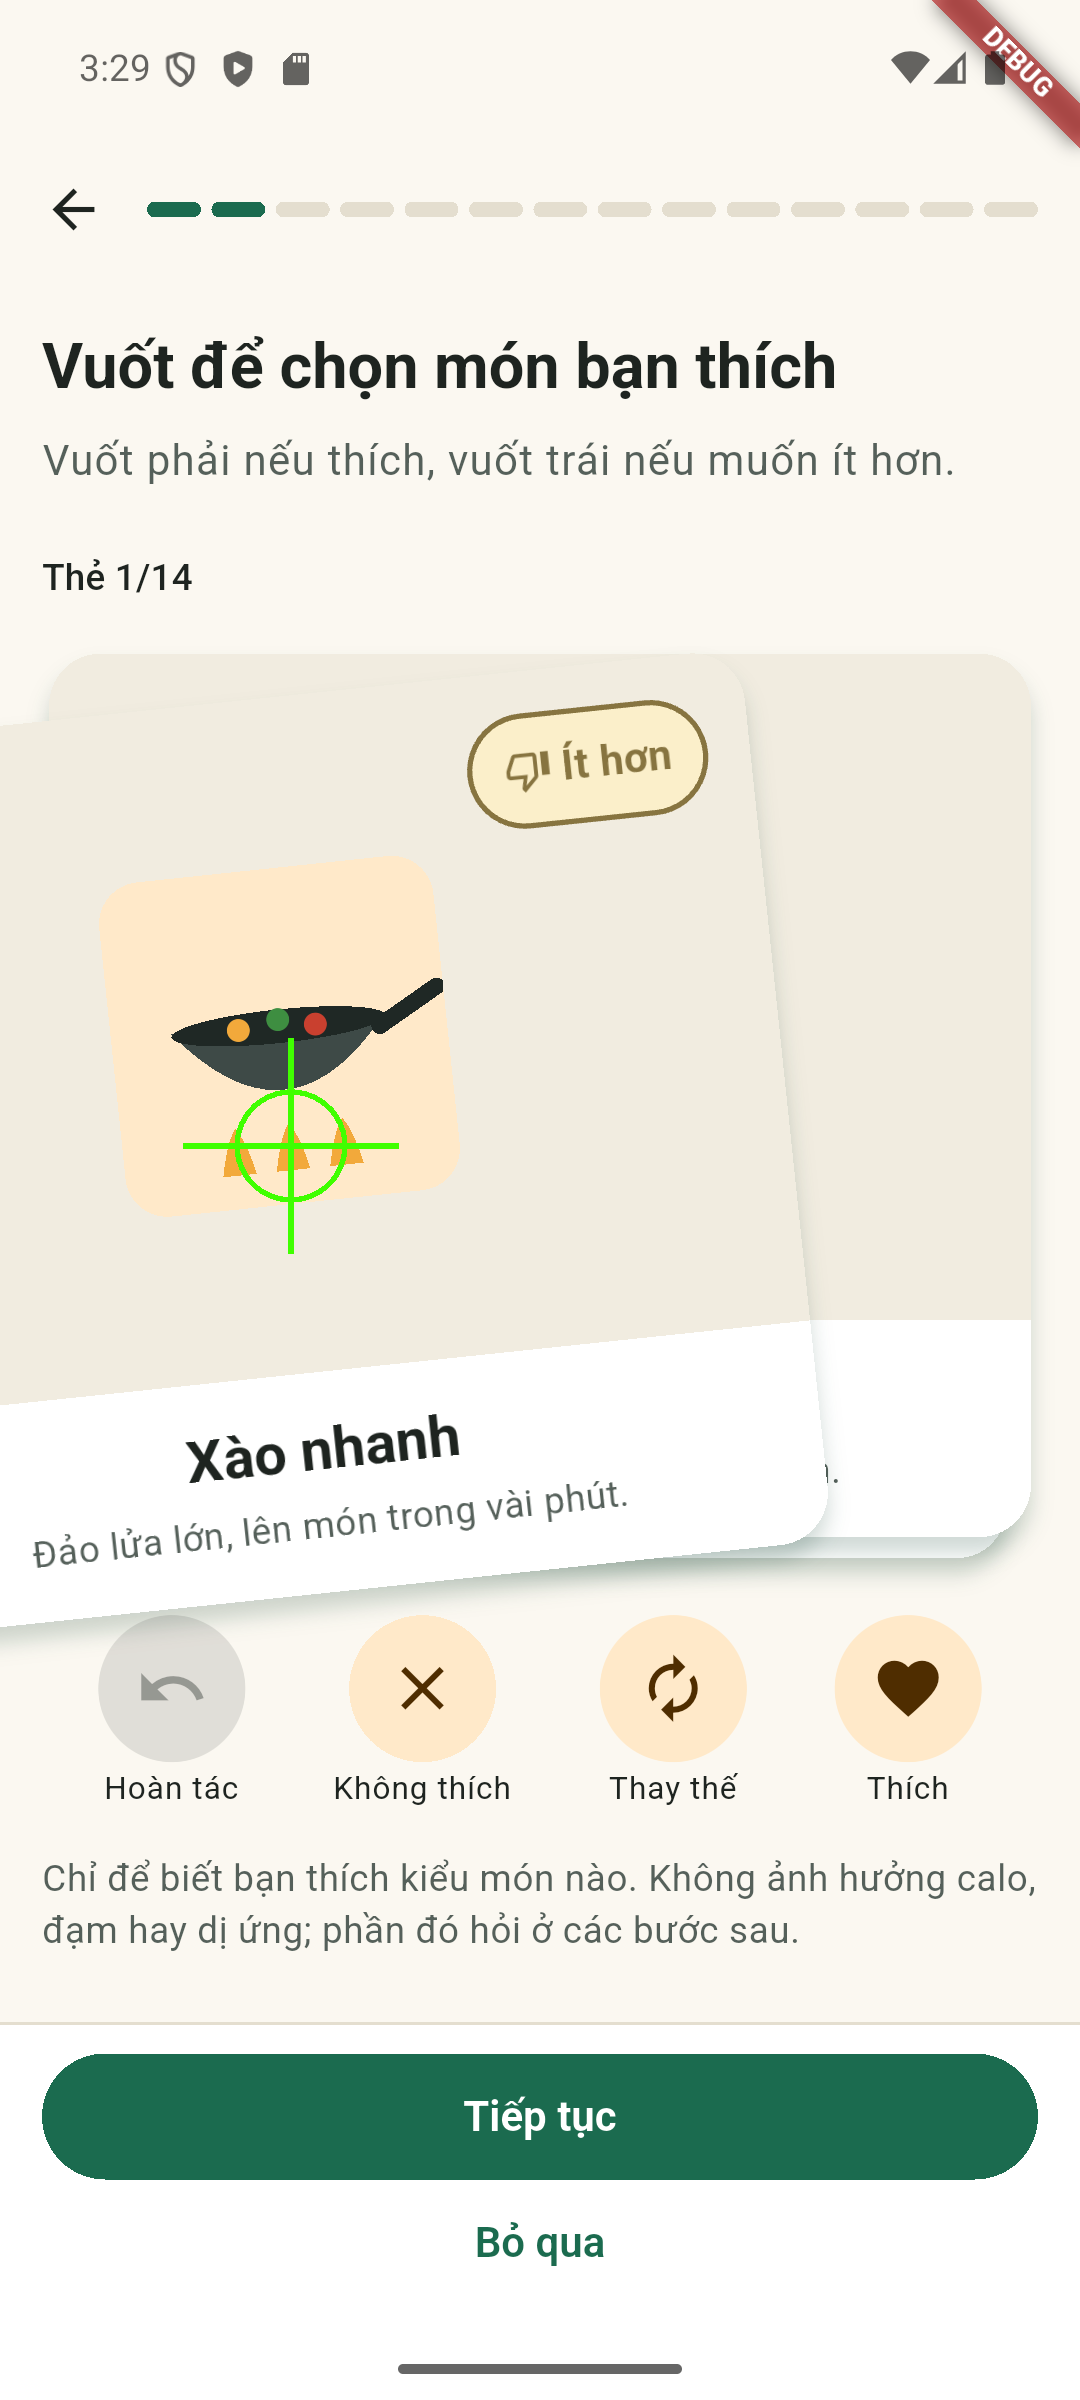 3:29
DEBUG
Vuốt để chọn món bạn thích
Vuốt phải nếu thích, vuốt trái nếu muốn ít hơn.
Thẻ 1/14
Ít hơn
Xào nhanh
Đảo lửa lớn, lên món trong vài phút.
Hoàn tác
Không thích
Thay thế
Thích
Chỉ để biết bạn thích kiểu món nào. Không ảnh hưởng calo,
đạm hay dị ứng; phần đó hỏi ở các bước sau.
Tiếp tục
Bỏ qua